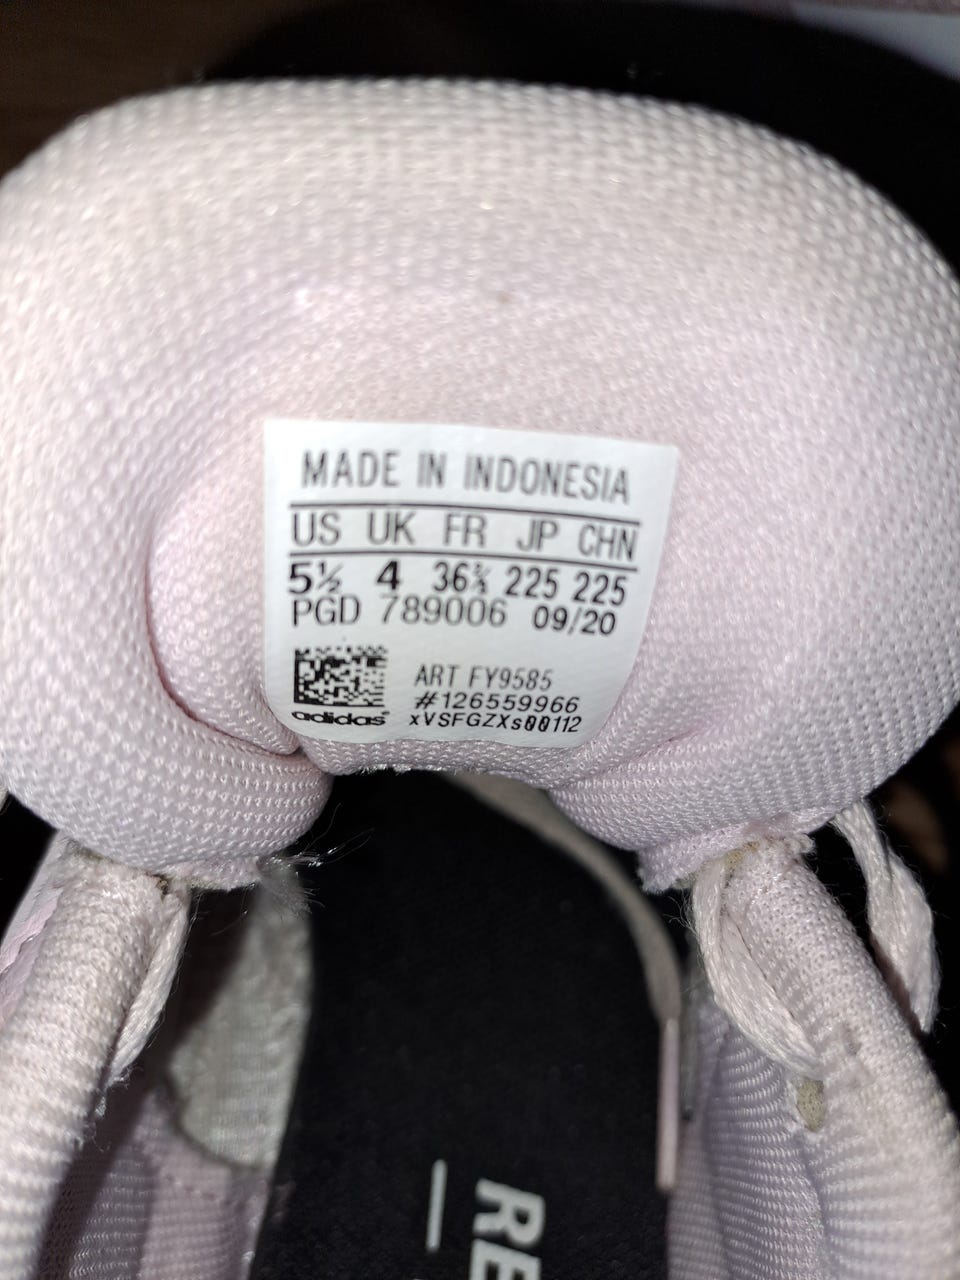 MADE IN INDONESIA
US UK FR JP CHN
5½ 4 36⅔ 225 225
PGD 789006 09/20
ART FY9585
#126559966
adidas xVSFGZXs00112
RE